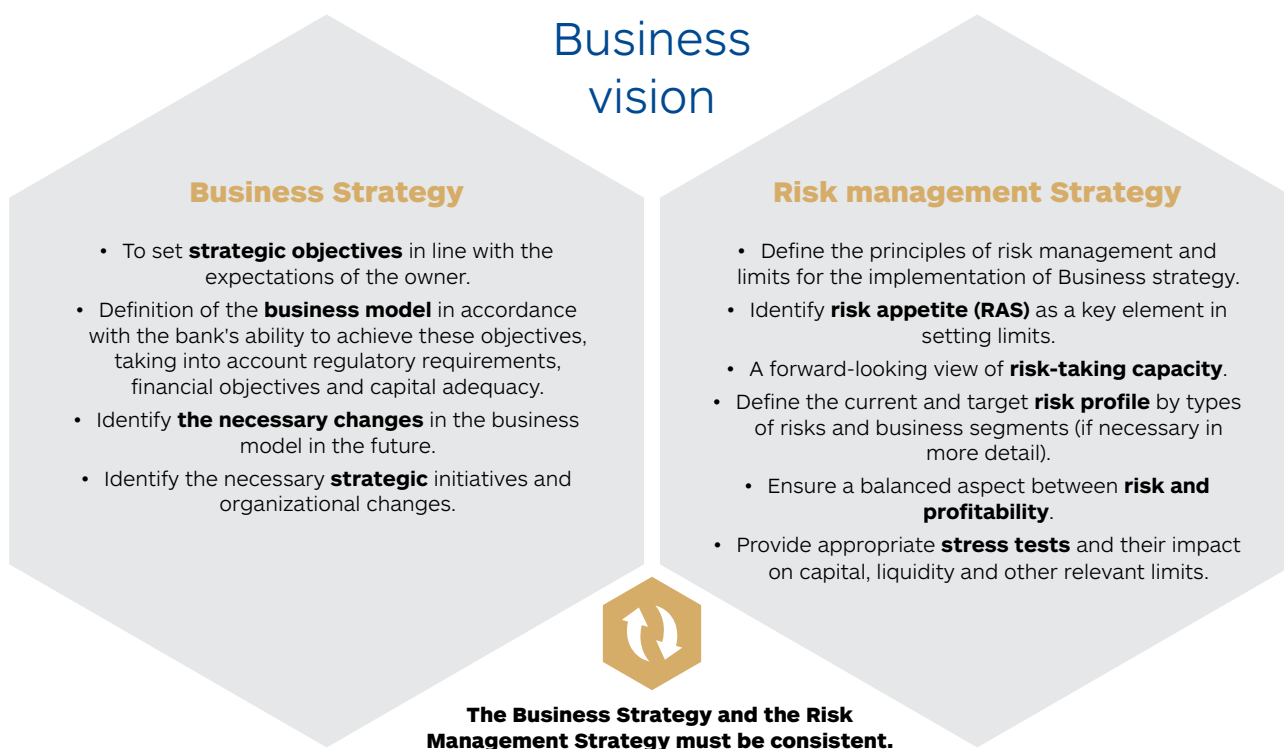 Business
vision
Business Strategy
• To set strategic objectives in line with the
expectations of the owner.
• Definition of the business model in accordance
with the bank's ability to achieve these objectives,
taking into account regulatory requirements,
financial objectives and capital adequacy.
• Identify the necessary changes in the business
model in the future.
• Identify the necessary strategic initiatives and
organizational changes.
Risk management Strategy
• Define the principles of risk management and
limits for the implementation of Business strategy.
• Identify risk appetite (RAS) as a key element in
setting limits.
• A forward-looking view of risk-taking capacity.
• Define the current and target risk profile by types
of risks and business segments (if necessary in
more detail).
• Ensure a balanced aspect between risk and
profitability.
• Provide appropriate stress tests and their impact
on capital, liquidity and other relevant limits.
The Business Strategy and the Risk
Management Strategy must be consistent.